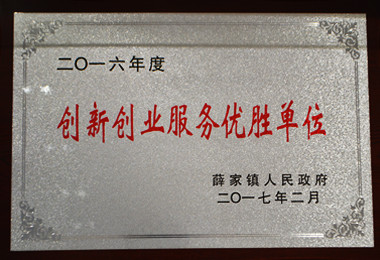 二〇一六年度
创新创业服务优胜单位
薛家镇人民政府
二〇一七年二月